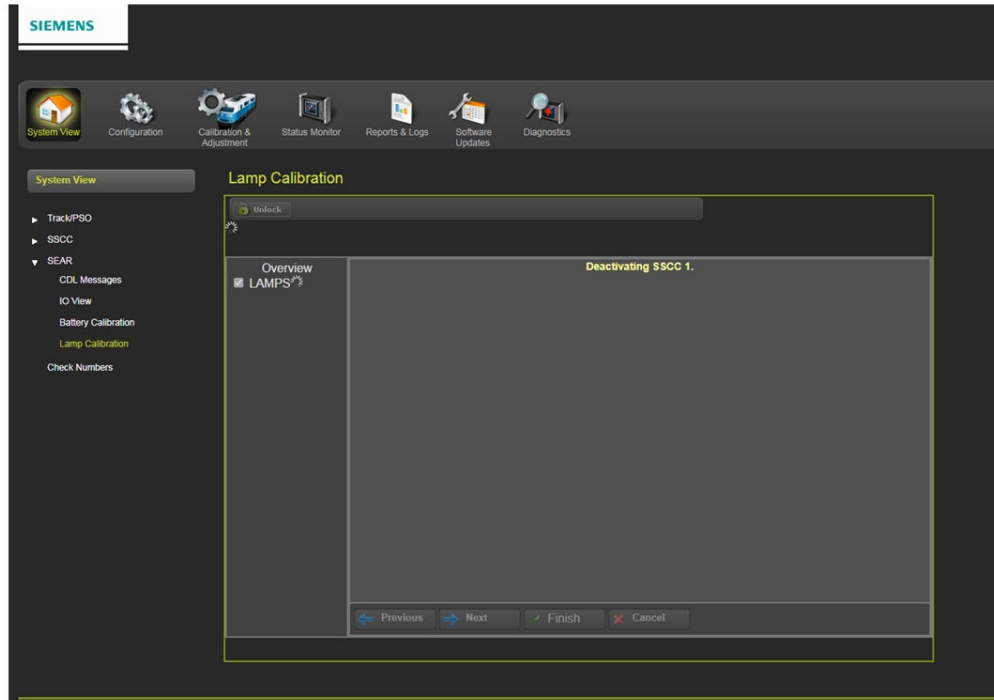 SIEMENS
System View
Configuration
Calibration &
Adjustment
Status Monitor
Reports & Logs
Software
Updates
Diagnostics
System View
Track/PSO
SSCC
SEAR
CDL Messages
IO View
Battery Calibration
Lamp Calibration
Check Numbers
Lamp Calibration
Unlock
Overview
LAMPS
Deactivating SSCC 1.
Previous
Next
Finish
Cancel